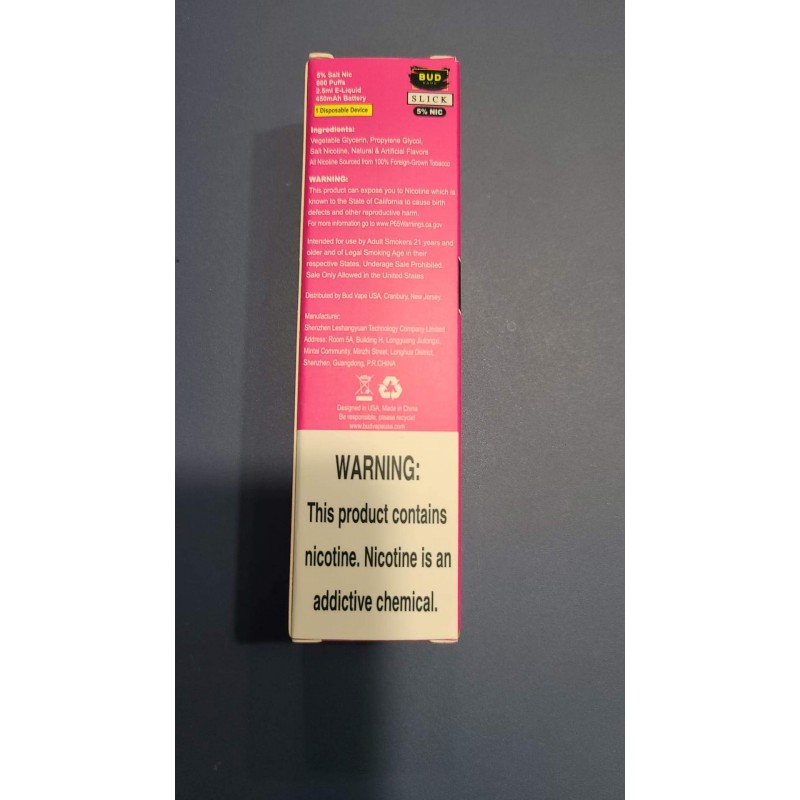 5% Salt Nic
900 Puffs
2.5ml E-Liquid
480mAh Battery
1 Disposable Device
BUD
VAPE
SLICK
5% NIC
Ingredients:
Vegetable Glycerin, Propylene Glycol,
Salt Nicotine, Natural & Artificial Flavors
All Nicotine Sourced from 100% Foreign-Grown Tobacco
WARNING:
This product can expose you to Nicotine which is
known to the State of California to cause birth
defects and other reproductive harm.
For more information go to www.P65Warnings.ca.gov
Intended for use by Adult Smokers 21 years and
older and of Legal Smoking Age in their
respective States. Underage Sale Prohibited.
Sale Only Allowed in the United States
Distributed by Bud Vape USA, Cranbury, New Jersey
Manufacturer:
Shenzhen Leshangyuan Technology Company Limited
Address: Room 5A, Building H, Longguang Jiulongxi,
Mintai Community, Minzhi Street, Longhua District,
Shenzhen, Guangdong, P.R.CHINA
Designed in USA, Made in China
Be responsible, please recycle!
www.budvapeusa.com
WARNING:
This product contains
nicotine. Nicotine is an
addictive chemical.